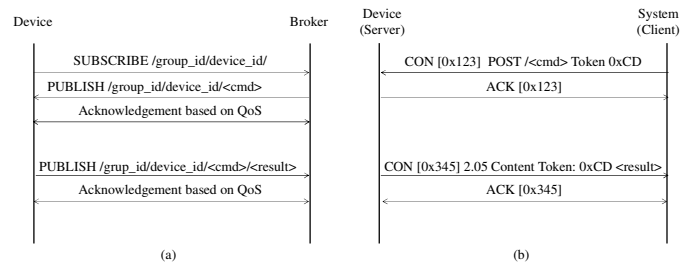 Device
Broker
SUBSCRIBE /group_id/device_id/
PUBLISH /group_id/device_id/<cmd>
Acknowledgement based on QoS
PUBLISH /grup_id/device_id/<cmd>/<result>
Acknowledgement based on QoS
(a)
Device
(Server)
System
(Client)
CON [0x123] POST /<cmd> Token 0xCD
ACK [0x123]
CON [0x345] 2.05 Content Token: 0xCD <result>
ACK [0x345]
(b)